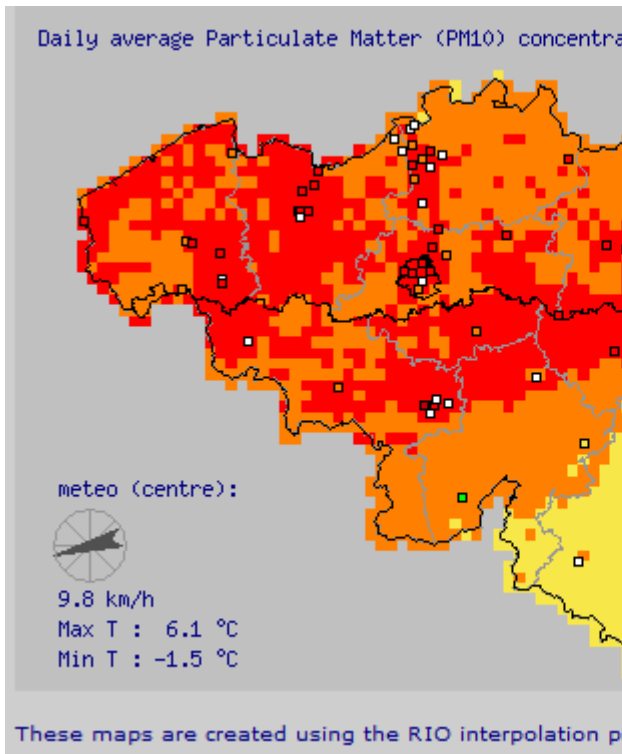 Daily average Particulate Matter (PM10) concentra
meteo (centre):
9.8 km/h
Max T : 6.1 °C
Min T : -1.5 °C
These maps are created using the RIO interpolation p